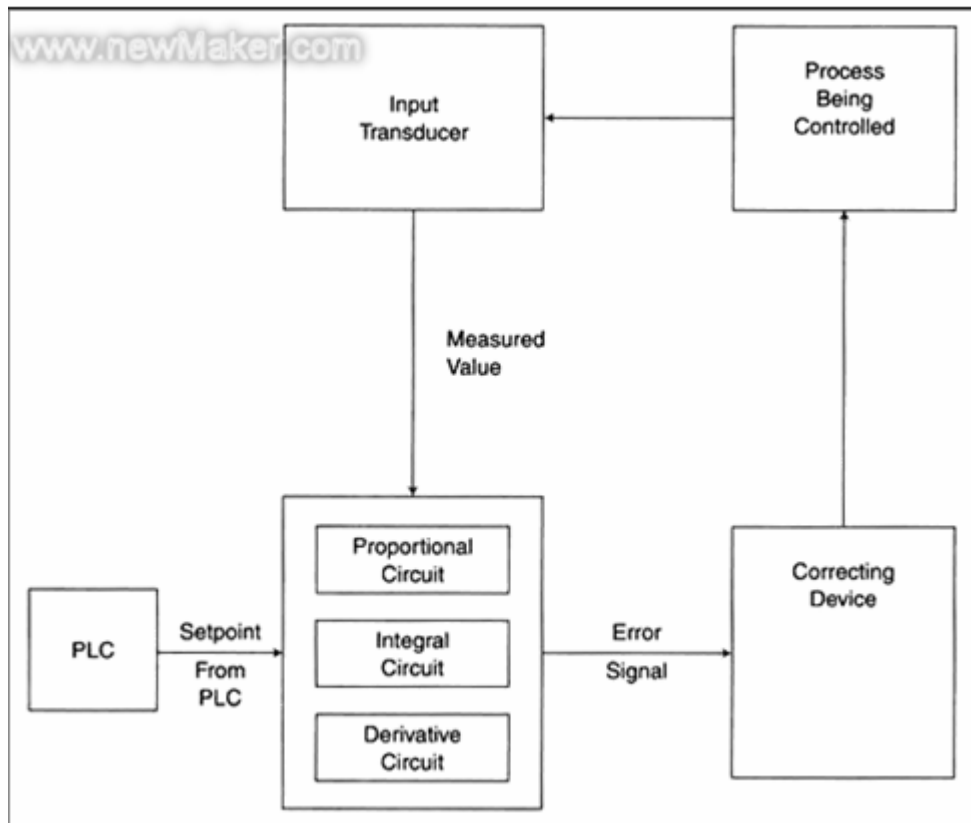 www.newMaker.com
Input
Transducer
Process
Being
Controlled
Measured
Value
PLC
Setpoint
From
PLC
Proportional
Circuit
Integral
Circuit
Derivative
Circuit
Error
Signal
Correcting
Device